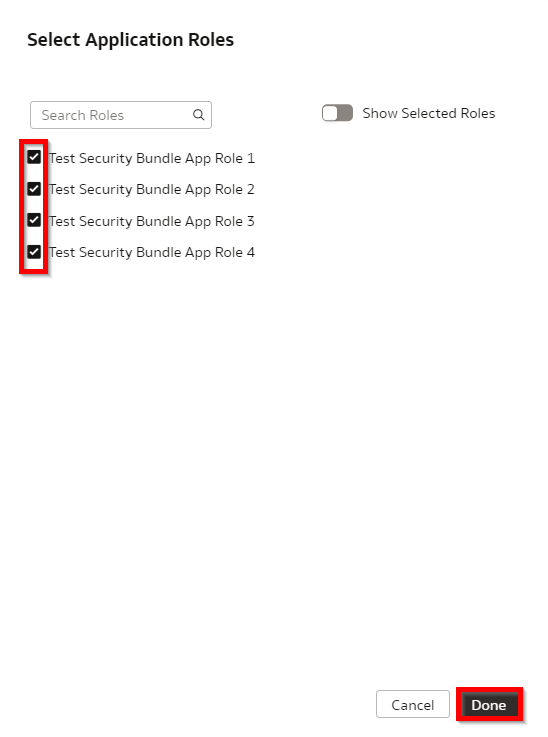 Select Application Roles
Search Roles
Show Selected Roles
Test Security Bundle App Role 1
Test Security Bundle App Role 2
Test Security Bundle App Role 3
Test Security Bundle App Role 4
Cancel
Done